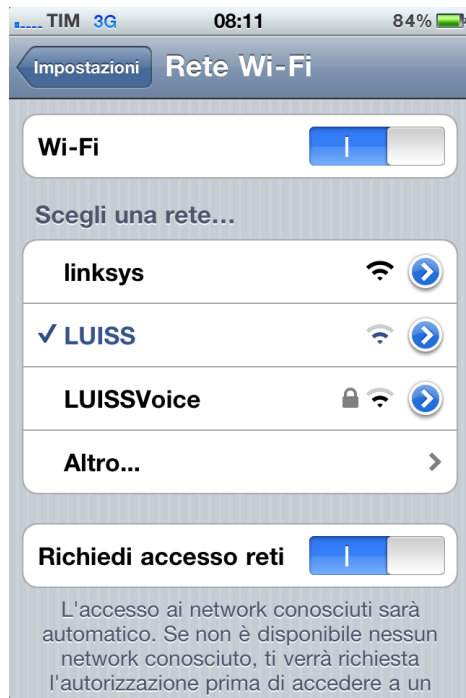 TIM 3G 08:11 84%
Impostazioni Rete Wi-Fi
Wi-Fi
Scegli una rete...
linksys
✓ LUISS
LUISSVoice
Altro...
Richiedi accesso reti
L'accesso ai network conosciuti sarà
automatico. Se non è disponibile nessun
network conosciuto, ti verrà richiesta
l'autorizzazione prima di accedere a un